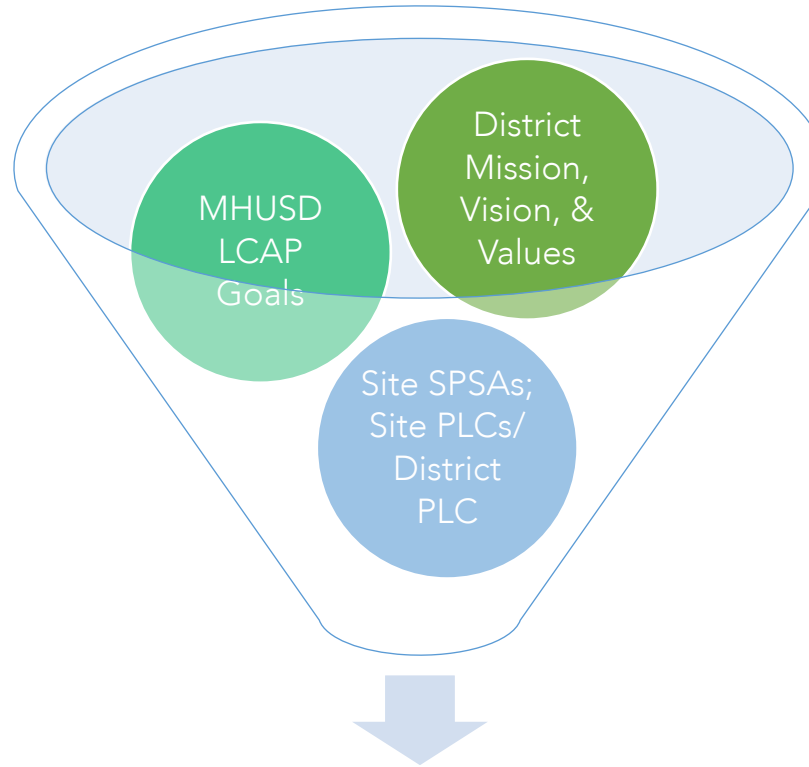 District
Mission,
Vision, &
Values
MHUSD
LCAP
Goals
Site SPSAs;
Site PLCs/
District
PLC